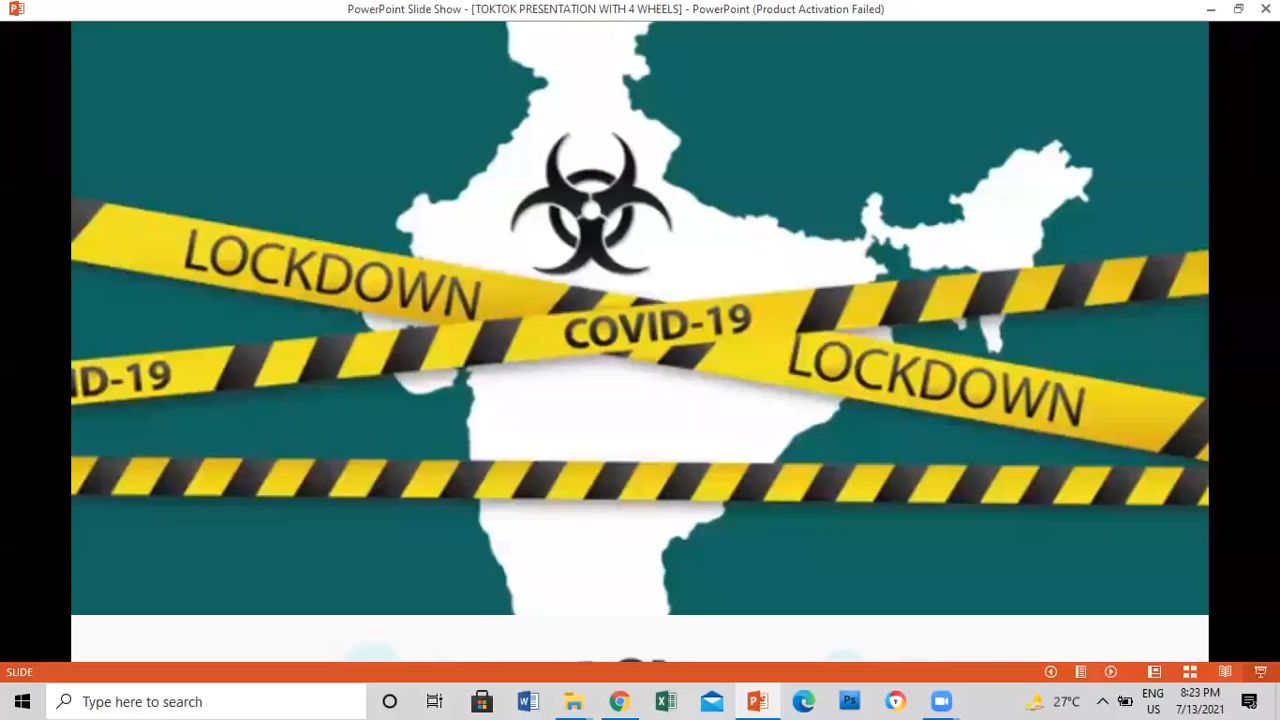 PowerPoint Slide Show - [TOKTOK PRESENTATION WITH 4 WHEELS] - PowerPoint (Product Activation Failed)
LOCKDOWN
COVID-19
ID-19
LOCKDOWN
SLIDE
Type here to search
27°C
ENG
US
8:23 PM
7/13/2021